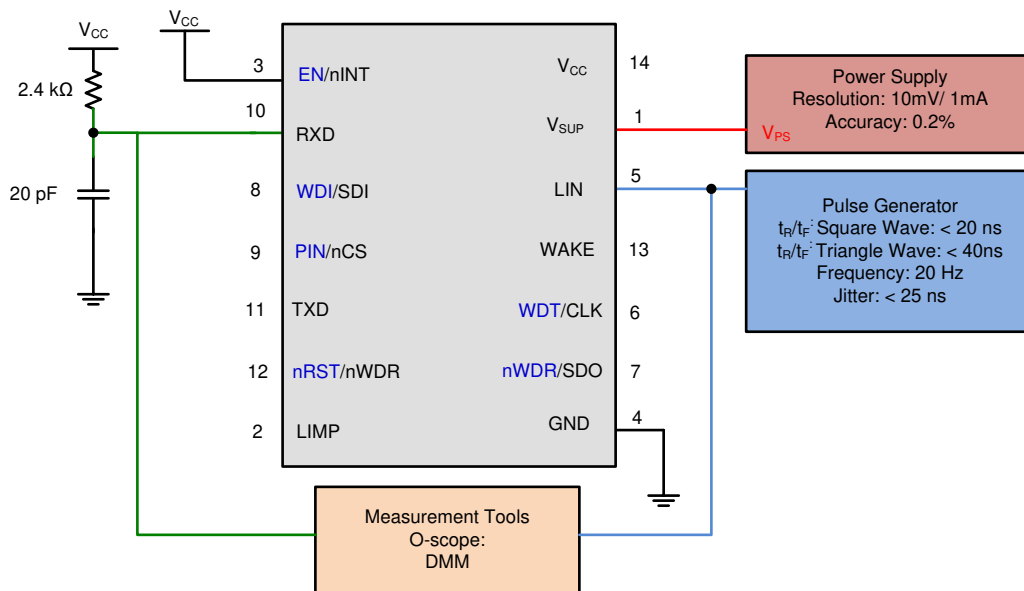 VCC
2.4 kΩ
20 pF
VCC
3
EN/nINT
10
RXD
8
WDI/SDI
9
PIN/nCS
11
TXD
12
nRST/nWDR
2
LIMP
VCC
14
VSUP
1
LIN
5
WAKE
13
WDT/CLK
6
nWDR/SDO
7
GND
4
Power Supply
Resolution: 10mV/ 1mA
Accuracy: 0.2%
VPS
Pulse Generator
tR/tF: Square Wave: < 20 ns
tR/tF: Triangle Wave: < 40ns
Frequency: 20 Hz
Jitter: < 25 ns
Measurement Tools
O-scope:
DMM